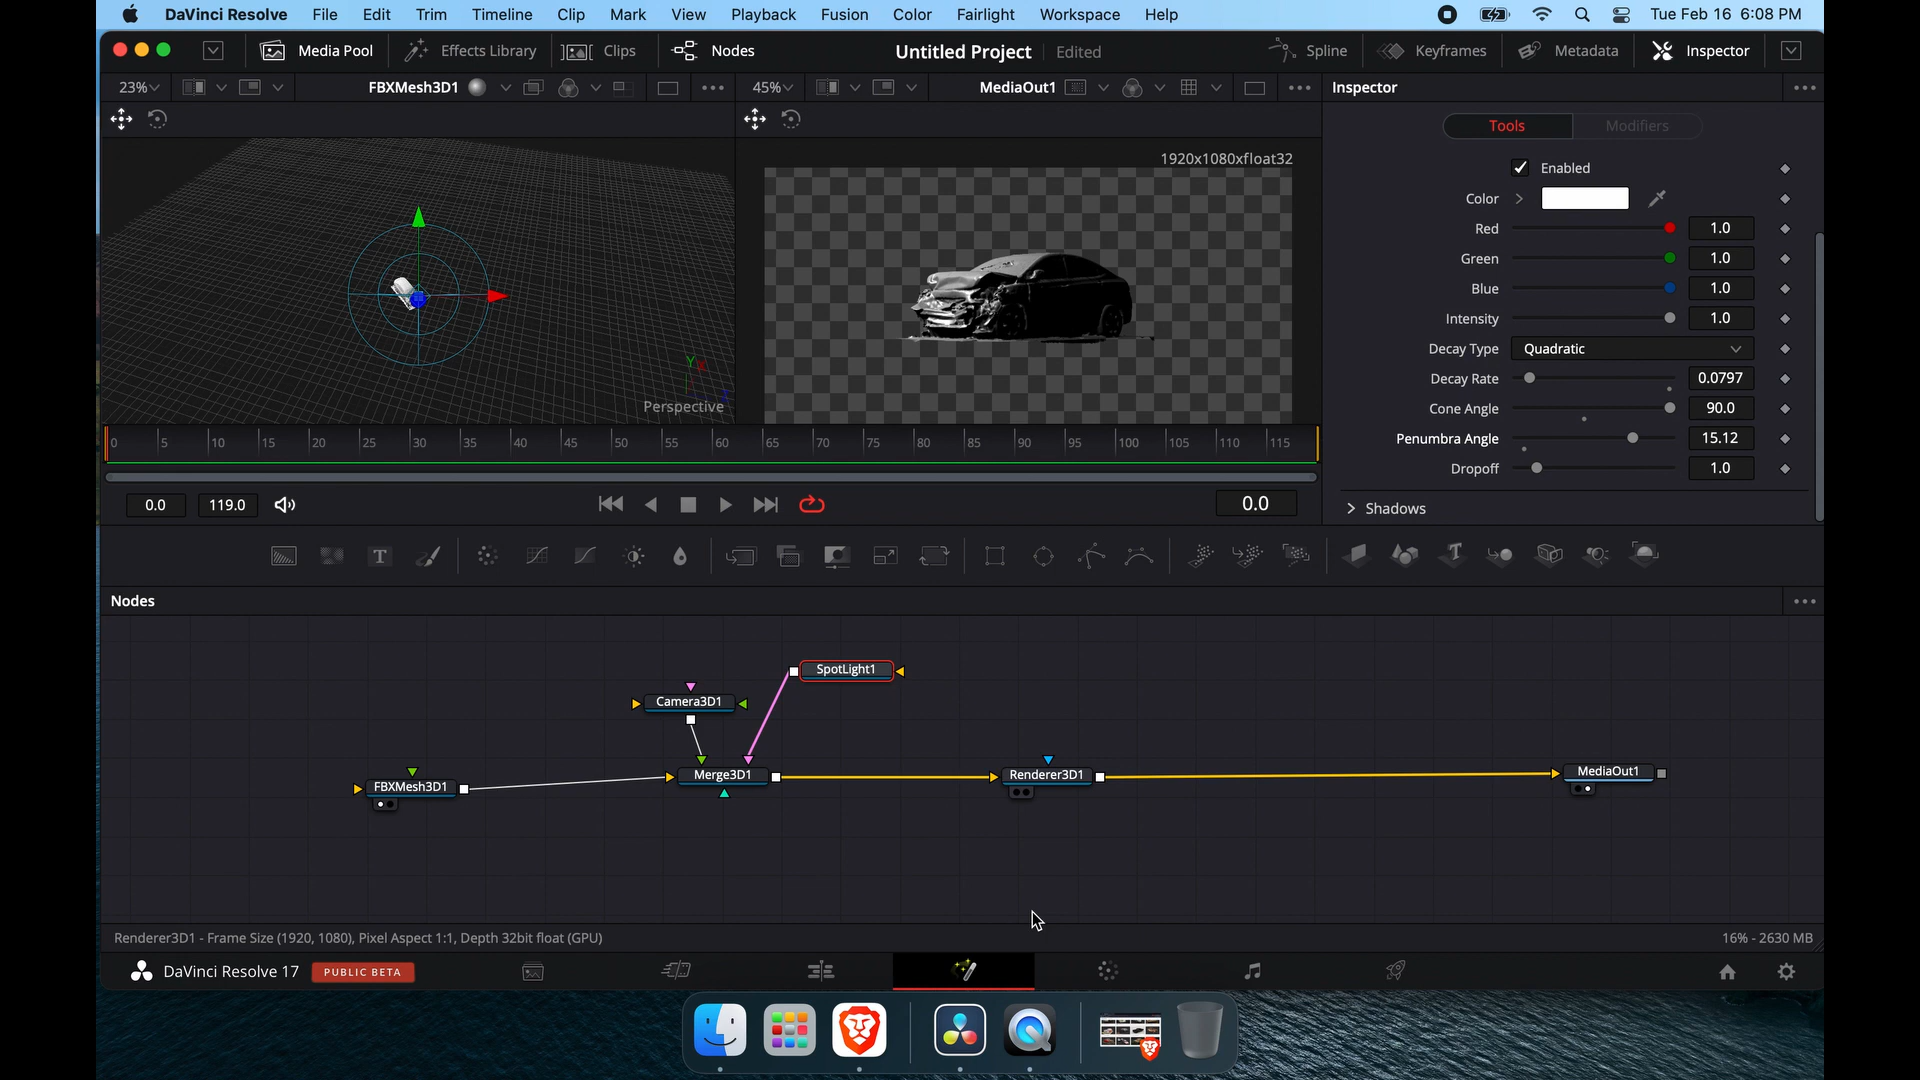 DaVinci Resolve File Edit Trim Timeline Clip Mark View Playback Fusion Color Fairlight Workspace Help Tue Feb 16 6:08 PM
Media Pool Effects Library Clips Nodes Untitled Project Edited Spline Keyframes Metadata Inspector
23% FBXMesh3D1 45% MediaOut1 Inspector
Tools Modifiers
1920x1080xfloat32
Enabled
Color
Red 1.0
Green 1.0
Blue 1.0
Intensity 1.0
Decay Type Quadratic
Decay Rate 0.0797
Cone Angle 90.0
Penumbra Angle 15.12
Dropoff 1.0
Shadows
Y
Perspective
0 5 10 15 20 25 30 35 40 45 50 55 60 65 70 75 80 85 90 95 100 105 110 115
0.0 119.0 0.0
T
Nodes
SpotLight1
Camera3D1
FBXMesh3D1 Merge3D1 Renderer3D1 MediaOut1
Renderer3D1 - Frame Size (1920, 1080), Pixel Aspect 1:1, Depth 32bit float (GPU) 16% - 2630 MB
DaVinci Resolve 17 PUBLIC BETA